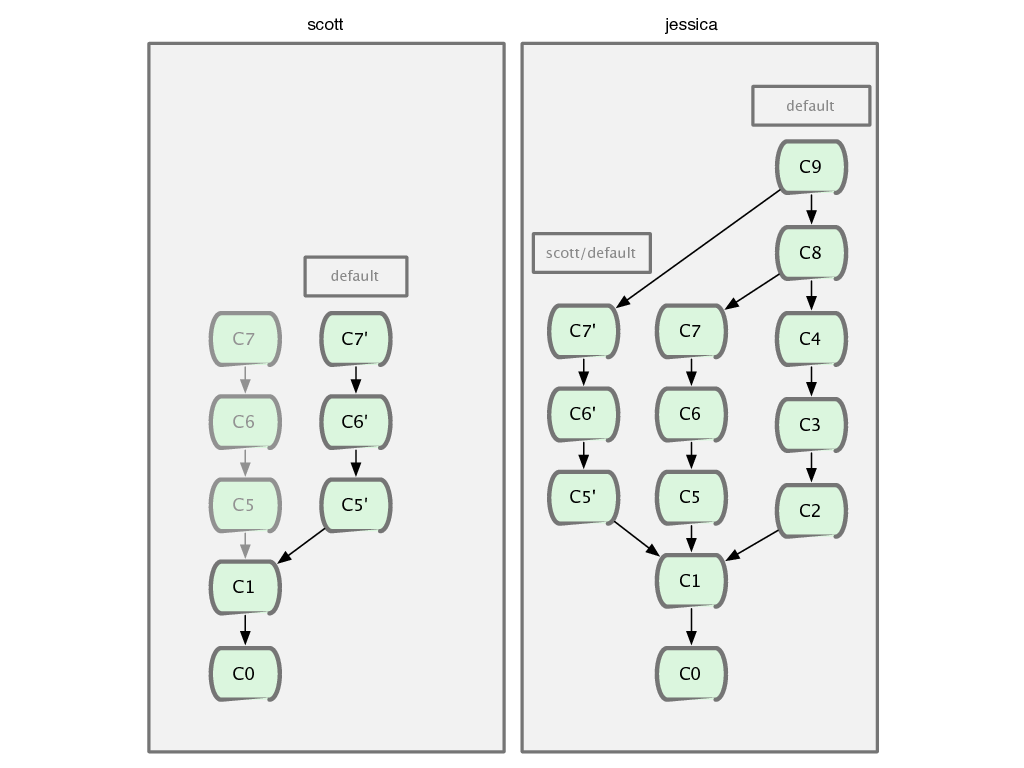 scott
default
C7
C7'
C6
C6'
C5
C5'
C1
C0
jessica
default
C9
scott/default
C8
C7'
C7
C4
C6'
C6
C3
C5'
C5
C2
C1
C0